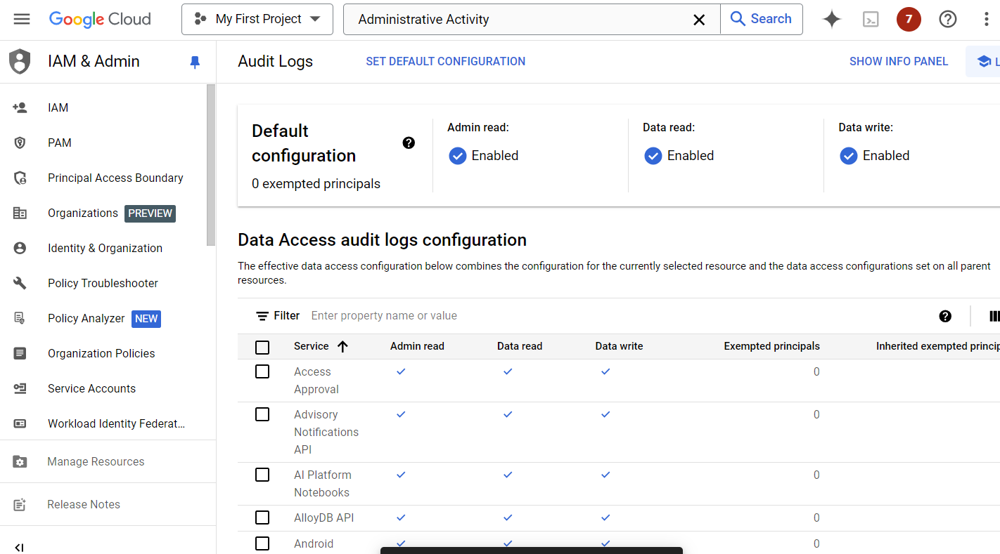 Google Cloud
My First Project
Administrative Activity
Search
7
IAM & Admin
Audit Logs
SET DEFAULT CONFIGURATION
SHOW INFO PANEL
L
IAM
PAM
Principal Access Boundary
Organizations PREVIEW
Identity & Organization
Policy Troubleshooter
Policy Analyzer NEW
Organization Policies
Service Accounts
Workload Identity Federat...
Manage Resources
Release Notes
Default
configuration
0 exempted principals
Admin read:
Enabled
Data read:
Enabled
Data write:
Enabled
Data Access audit logs configuration
The effective data access configuration below combines the configuration for the currently selected resource and the data access configurations set on all parent
resources.
Filter Enter property name or value
Service Admin read Data read Data write Exempted principals Inherited exempted princip
Access
Approval
0
Advisory
Notifications
API
0
AI Platform
Notebooks
0
AlloyDB API 0
Android 0